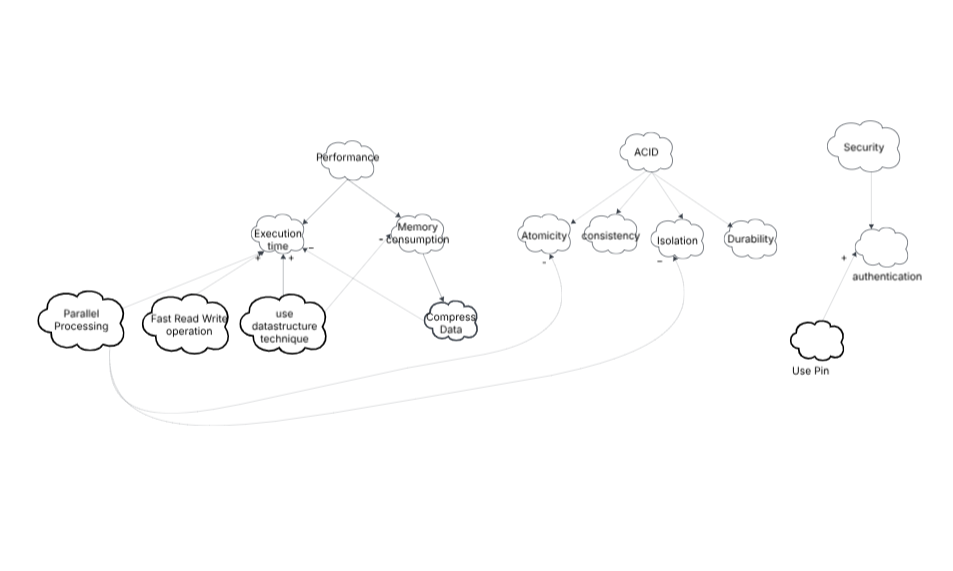 Performance
ACID
Security
Execution
time
+
+
-
Memory
consumption
-
Atomicity
-
consistency
Isolation
-
Durability
+
authentication
Parallel
Processing
Fast Read Write
operation
use
datastructure
technique
Compress
Data
Use Pin